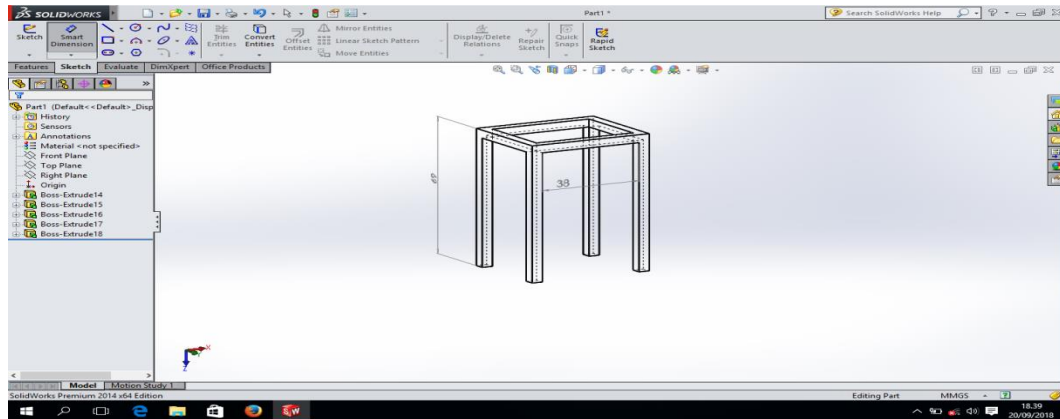 SOLIDWORKS
Part1 *
Search SolidWorks Help
Sketch
Smart Dimension
Trim Entities
Convert Entities
Offset Entities
Mirror Entities
Linear Sketch Pattern
Move Entities
Display/Delete Relations
Repair Sketch
Quick Snaps
Rapid Sketch
Features Sketch Evaluate DimXpert Office Products
Part1 (Default<<Default>_Disp
History
Sensors
Annotations
Material <not specified>
Front Plane
Top Plane
Right Plane
Origin
Boss-Extrude14
Boss-Extrude15
Boss-Extrude16
Boss-Extrude17
Boss-Extrude18
38
Model Motion Study 1
SolidWorks Premium 2014 x64 Edition
Editing Part MMGS
18.39
20/09/2018